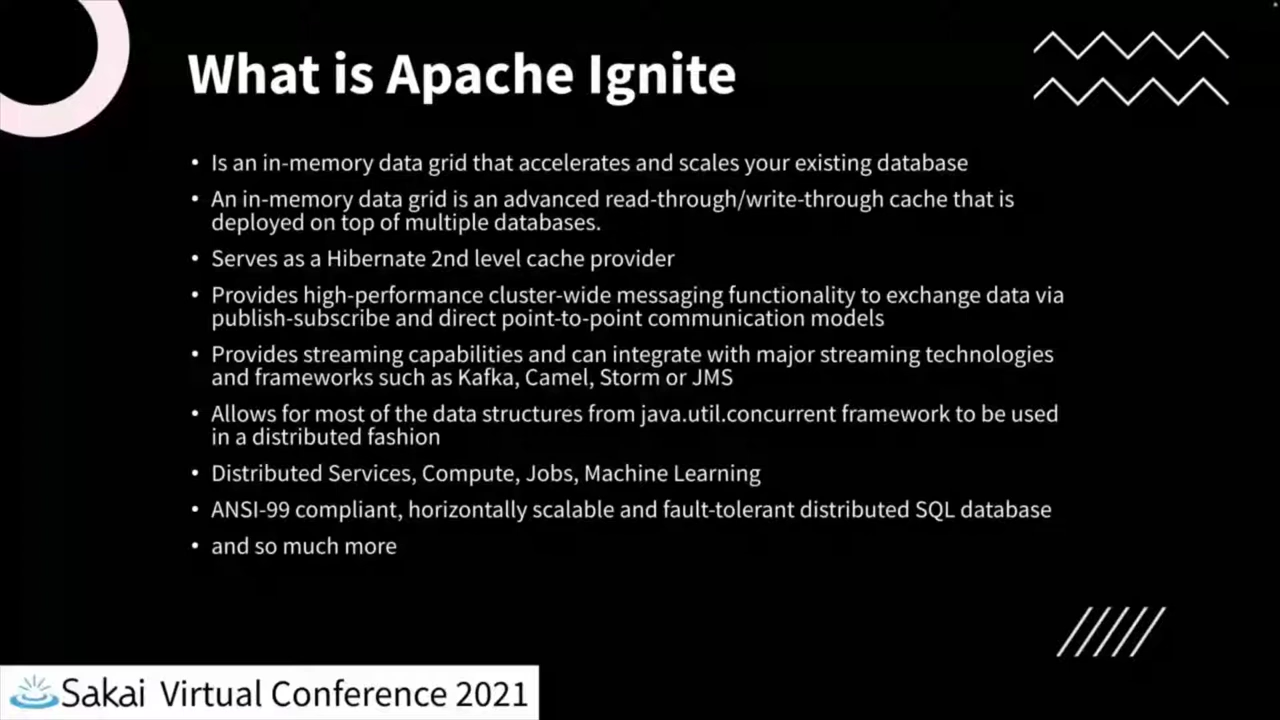 What is Apache Ignite
• Is an in-memory data grid that accelerates and scales your existing database
• An in-memory data grid is an advanced read-through/write-through cache that is
deployed on top of multiple databases.
• Serves as a Hibernate 2nd level cache provider
• Provides high-performance cluster-wide messaging functionality to exchange data via
publish-subscribe and direct point-to-point communication models
• Provides streaming capabilities and can integrate with major streaming technologies
and frameworks such as Kafka, Camel, Storm or JMS
• Allows for most of the data structures from java.util.concurrent framework to be used
in a distributed fashion
• Distributed Services, Compute, Jobs, Machine Learning
• ANSI-99 compliant, horizontally scalable and fault-tolerant distributed SQL database
• and so much more
Sakai Virtual Conference 2021